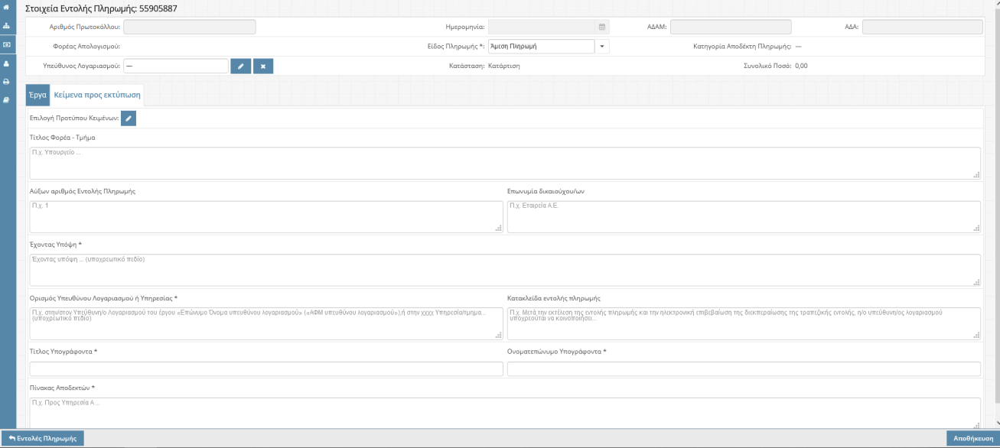 Στοιχεία Εντολής Πληρωμής: 55905887
Αριθμός Πρωτοκόλλου: Ημερομηνία: ΑΔΑΜ: ΑΔΑ:
Φορέας Απολογισμού: Είδος Πληρωμής *: Άμεση Πληρωμή Κατηγορία Αποδέκτη Πληρωμής: —
Υπεύθυνος Λογαριασμού: — Κατάσταση: Κατάρτιση Συνολικό Ποσό: 0,00
Έργα Κείμενα προς εκτύπωση
Επιλογή Προτύπου Κειμένων:
Τίτλος Φορέα - Τμήμα
Π.χ. Υπουργείο ...
Αύξων αριθμός Εντολής Πληρωμής Επωνυμία δικαιούχου/ων
Π.χ. 1 Π.χ. Εταιρεία Α.Ε.
Έχοντας Υπόψη *
Έχοντας υπόψη ... (υποχρεωτικό πεδίο)
Ορισμός Υπευθύνου Λογαριασμού ή Υπηρεσίας * Κατακλείδα εντολής πληρωμής
Π.χ. στην/στον Υπεύθυνη/ο Λογαριασμού του έργου «Επώνυμο Όνομα υπευθύνου λογαριασμού» («ΑΦΜ υπευθύνου λογαριασμού»),ή στην χχχχ Υπηρεσία/τμημα... Π.χ. Μετά την εκτέλεση της εντολής πληρωμής και την ηλεκτρονική επιβεβαίωση της διεκπεραίωσης της τραπεζικής εντολής, η/ο υπεύθυνη/ος λογαριασμού
(υποχρεωτικό πεδίο) υποχρεούται να κοινοποιήσει...
Τίτλος Υπογράφοντα * Ονοματεπώνυμο Υπογράφοντα *
Πίνακας Αποδεκτών *
Π.χ. Προς Υπηρεσία Α ...
Εντολές Πληρωμής Αποθήκευση